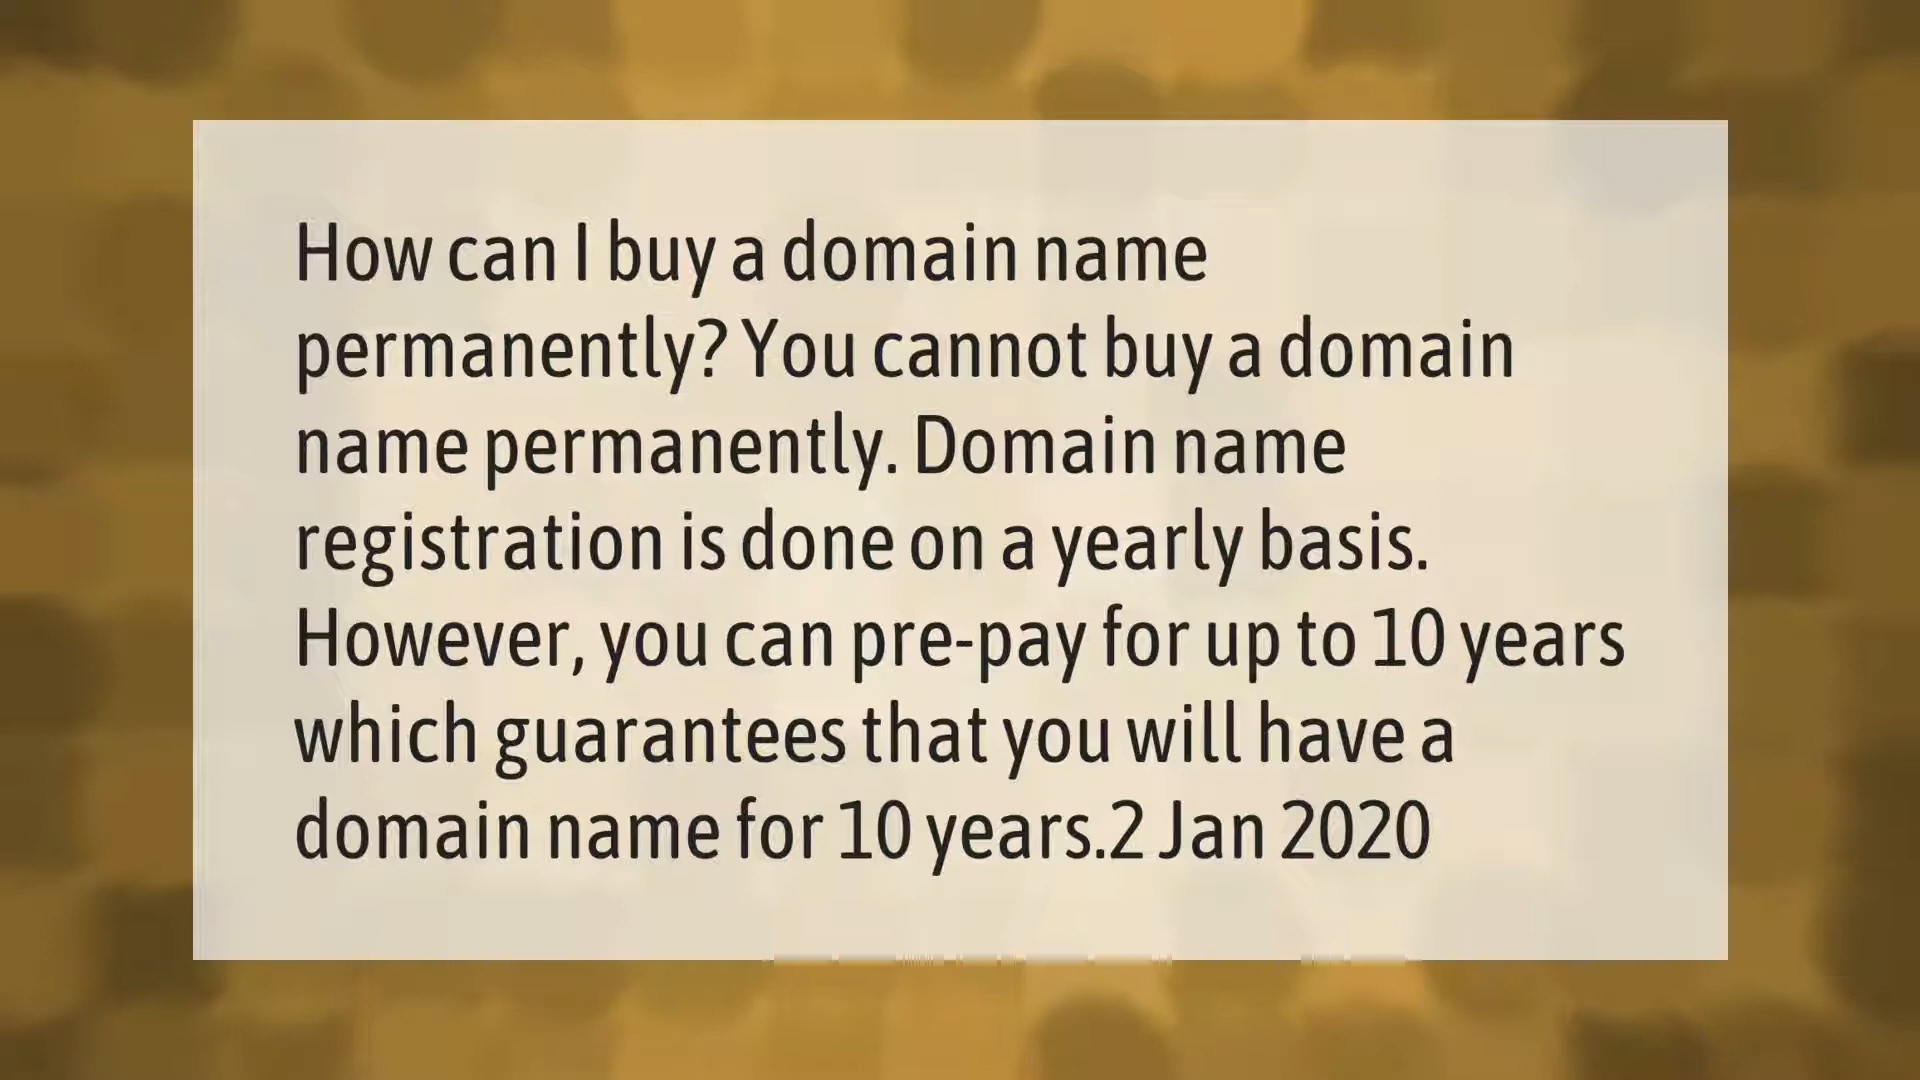 How can I buy a domain name
permanently? You cannot buy a domain
name permanently. Domain name
registration is done on a yearly basis.
However, you can pre-pay for up to 10 years
which guarantees that you will have a
domain name for 10 years.2 Jan 2020